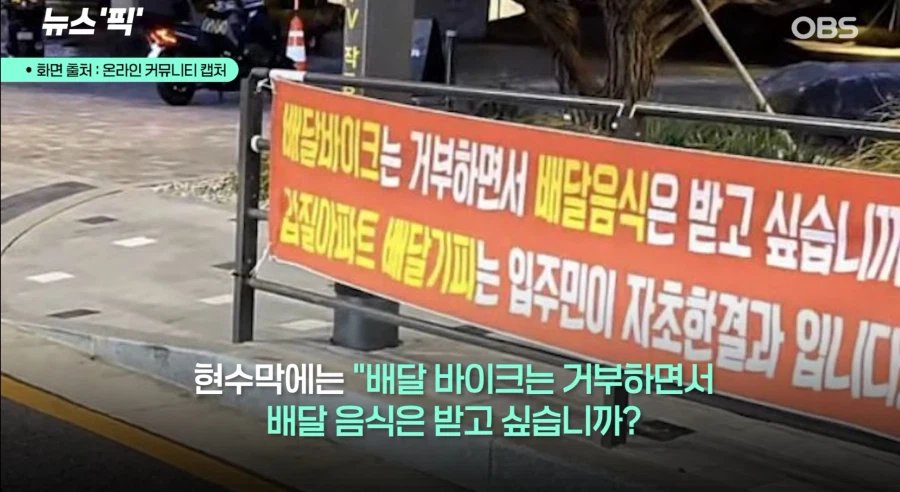 뉴스'픽'
OBS
• 화면 출처 : 온라인 커뮤니티 캡처
배달바이크는 거부하면서 배달음식은 받고 싶습니까
갑질아파트 배달기피는 입주민이 자초한결과 입니다
현수막에는 "배달 바이크는 거부하면서
배달 음식은 받고 싶습니까?